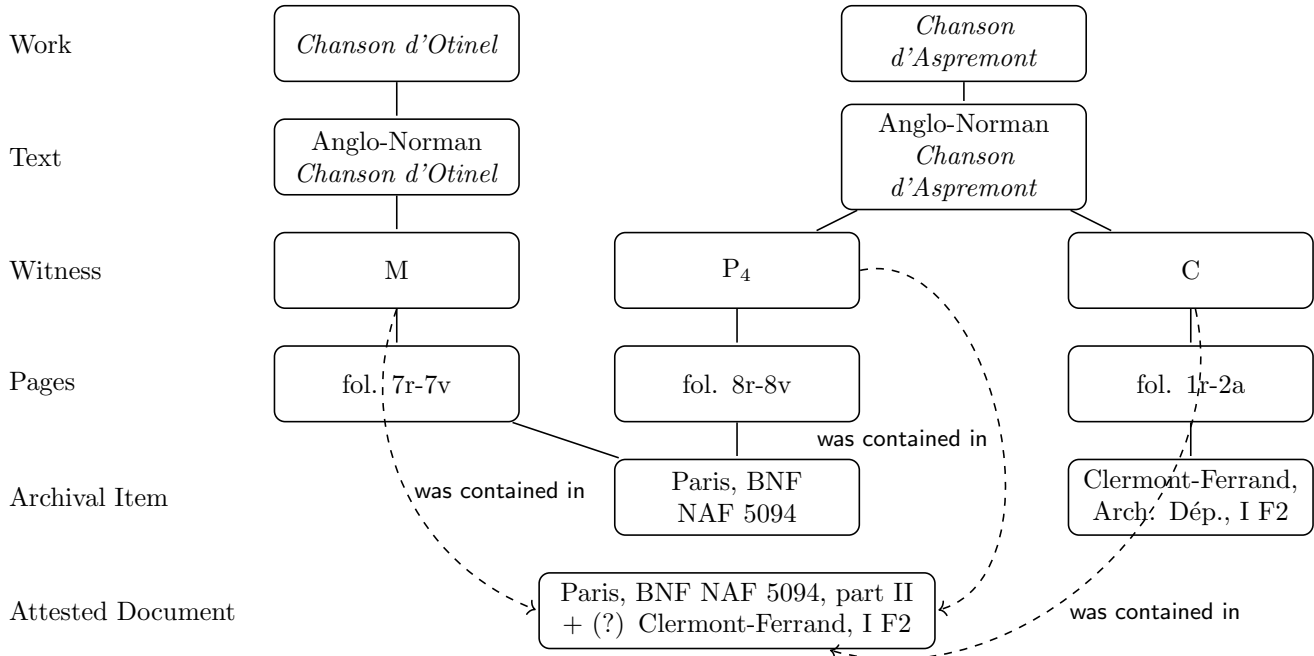 Work
Chanson d'Otinel
Chanson
d'Aspremont
Text
Anglo-Norman
Chanson d'Otinel
Anglo-Norman
Chanson
d'Aspremont
Witness
M
P₄
C
Pages
fol. 7r-7v
fol. 8r-8v
fol. 1r-2a
was contained in
Archival Item
was contained in
Paris, BNF
NAF 5094
Clermont-Ferrand,
Arch. Dép., I F2
Attested Document
Paris, BNF NAF 5094, part II
+ (?) Clermont-Ferrand, I F2
was contained in